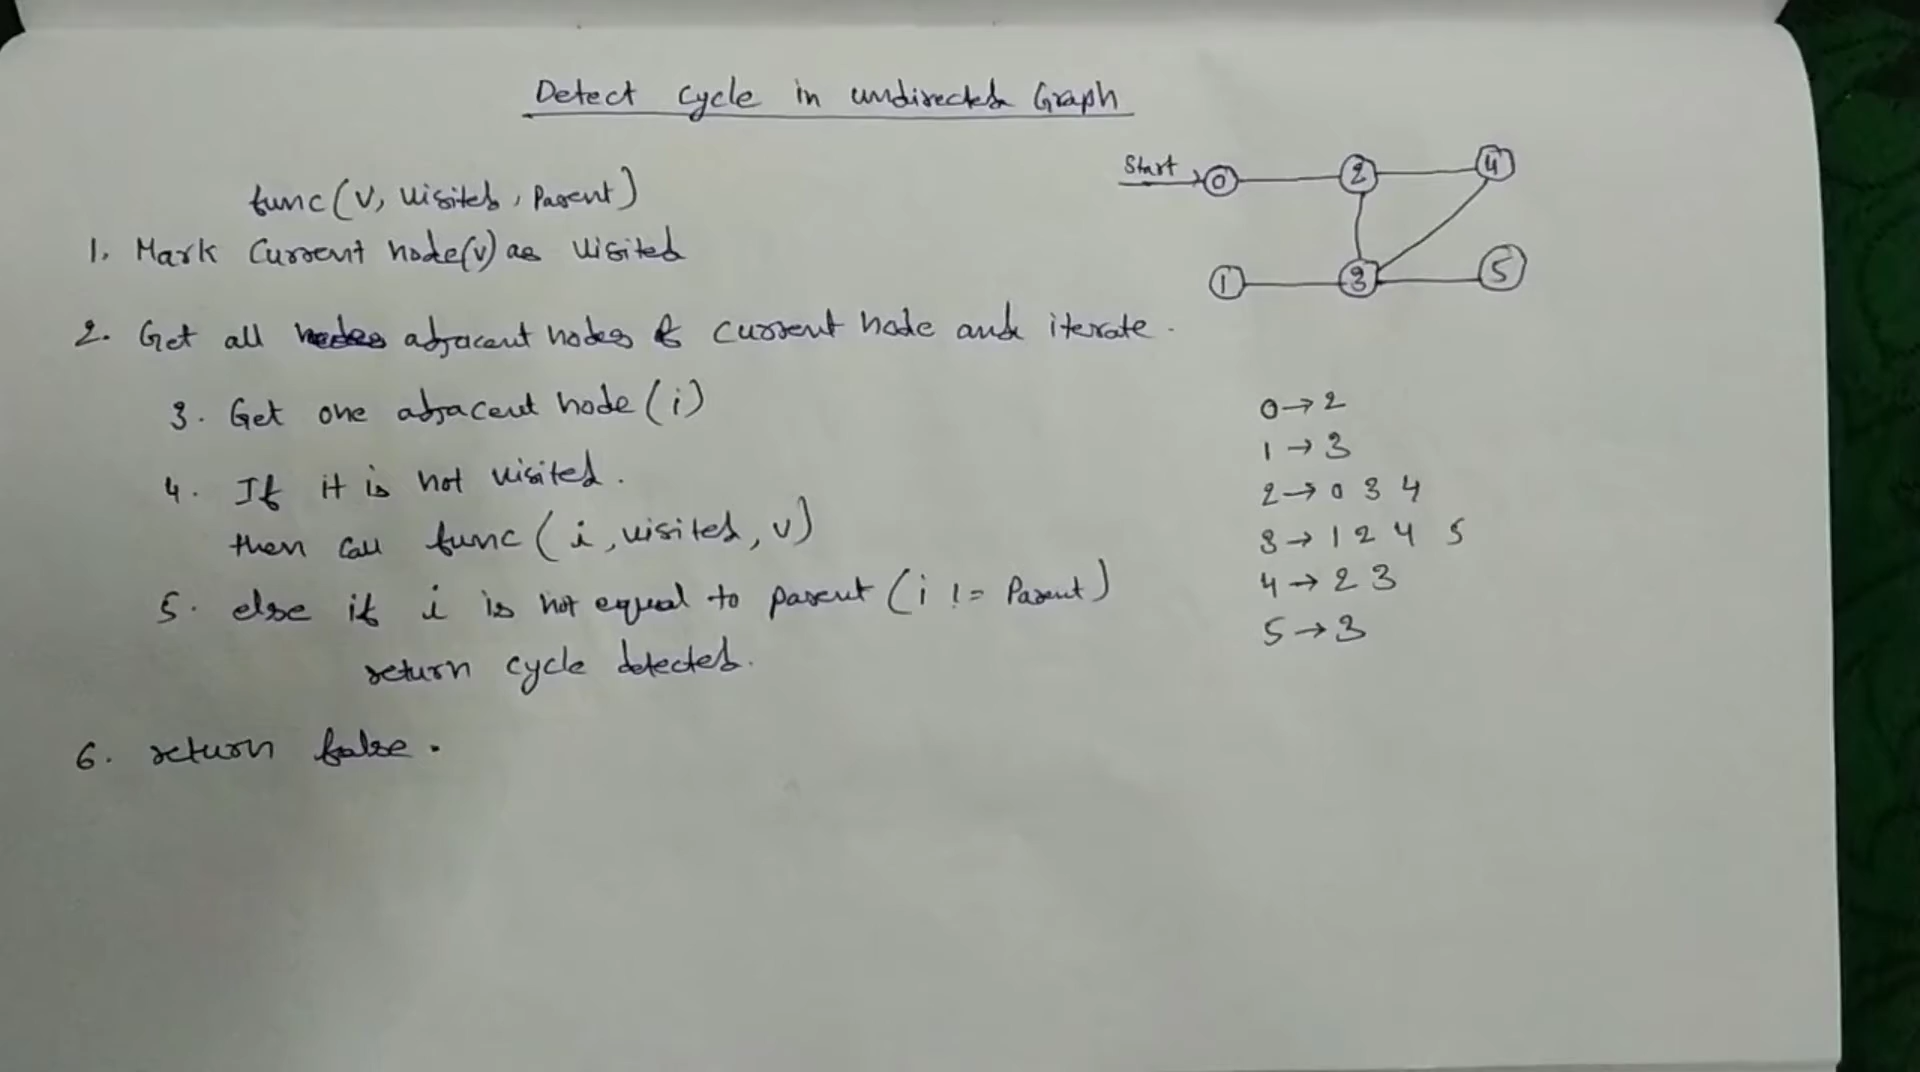 Detect cycle in undirected Graph
func(v, visited, Parent)
1. Mark Current node(v) as visited
2. Get all nodes adjacent nodes of current node and iterate.
3. Get one adjacent node (i)
4. If it is not visited.
then call func(i, visited, v)
5. else if i is not equal to parent (i != Parent)
return cycle detected.
6. return false.
Start
0
2
4
1
3
5
0→2
1→3
2→0 3 4
3→1 2 4 5
4→2 3
5→3